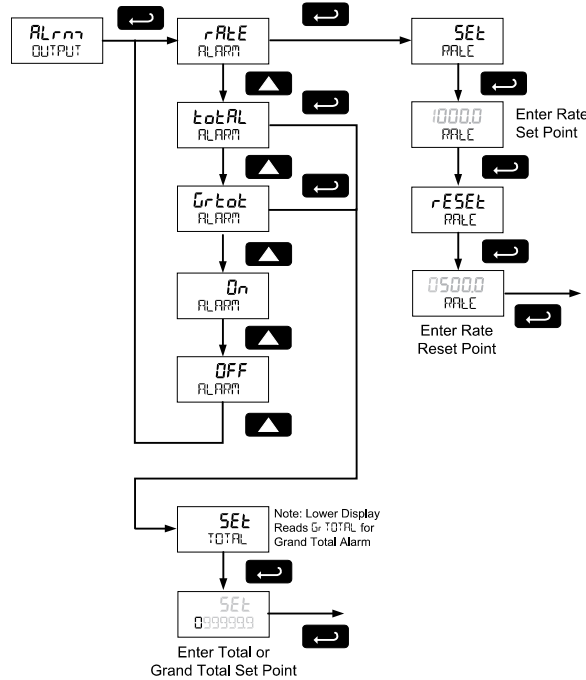 ALrm
OUTPUT
rAtE
ALARM
SEt
RAtE
1000.0
RAtE
Enter Rate
Set Point
totAL
ALARM
Grtot
ALARM
rESEt
RAtE
On
ALARM
0500.0
RAtE
Enter Rate
Reset Point
OFF
ALARM
SEt
TOTAL
Note: Lower Display
Reads Gr TOTAL for
Grand Total Alarm
SEt
099999.9
Enter Total or
Grand Total Set Point